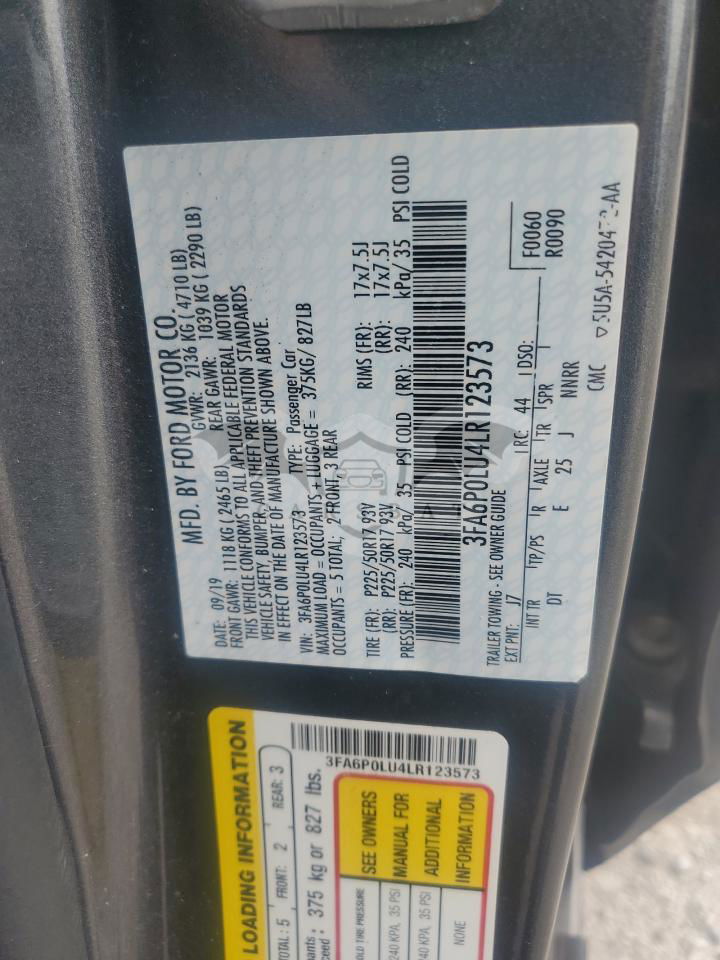 MFD. BY FORD MOTOR CO.
DATE: 09/19 GVWR: 2136 KG ( 4710 LB)
FRONT GAWR: 1118 KG ( 2465 LB) REAR GAWR: 1039 KG ( 2290 LB)
THIS VEHICLE CONFORMS TO ALL APPLICABLE FEDERAL MOTOR
VEHICLE SAFETY, BUMPER, AND THEFT PREVENTION STANDARDS
IN EFFECT ON THE DATE OF MANUFACTURE SHOWN ABOVE.
VIN: 3FA6P0LU4LR123573 TYPE: Passenger Car
MAXIMUM LOAD = OCCUPANTS + LUGGAGE = 375KG/ 827LB
OCCUPANTS = 5 TOTAL; 2 FRONT, 3 REAR
TIRE (FR): P225/50R17 93V RIMS (FR): 17x7.5J
(RR): P225/50R17 93V (RR): 17x7.5J
PRESSURE (FR): 240 kPa/ 35 PSI COLD (RR): 240 kPa/ 35 PSI COLD
3FA6P0LU4LR123573
TRAILER TOWING - SEE OWNER GUIDE
EXT PNT: J7 RC: 44 DSO: F0060
R0090
INT TR TP/PS R AXLE TR SPR
DT E 25 J NNRR
CMC 5U5A-5420
LOADING INFORMATION
TOTAL: 5 FRONT: 2 REAR: 3
375 kg or 827 lbs.
3FA6P0LU4LR123573
TIRE PRESSURE SEE OWNERS
240 KPA, 35 PSI MANUAL FOR
240 KPA, 35 PSI ADDITIONAL
NONE INFORMATION